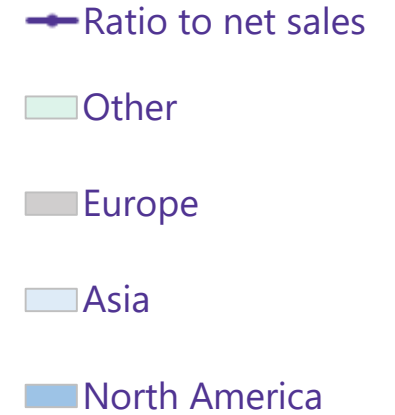 Ratio to net sales
Other
Europe
Asia
North America